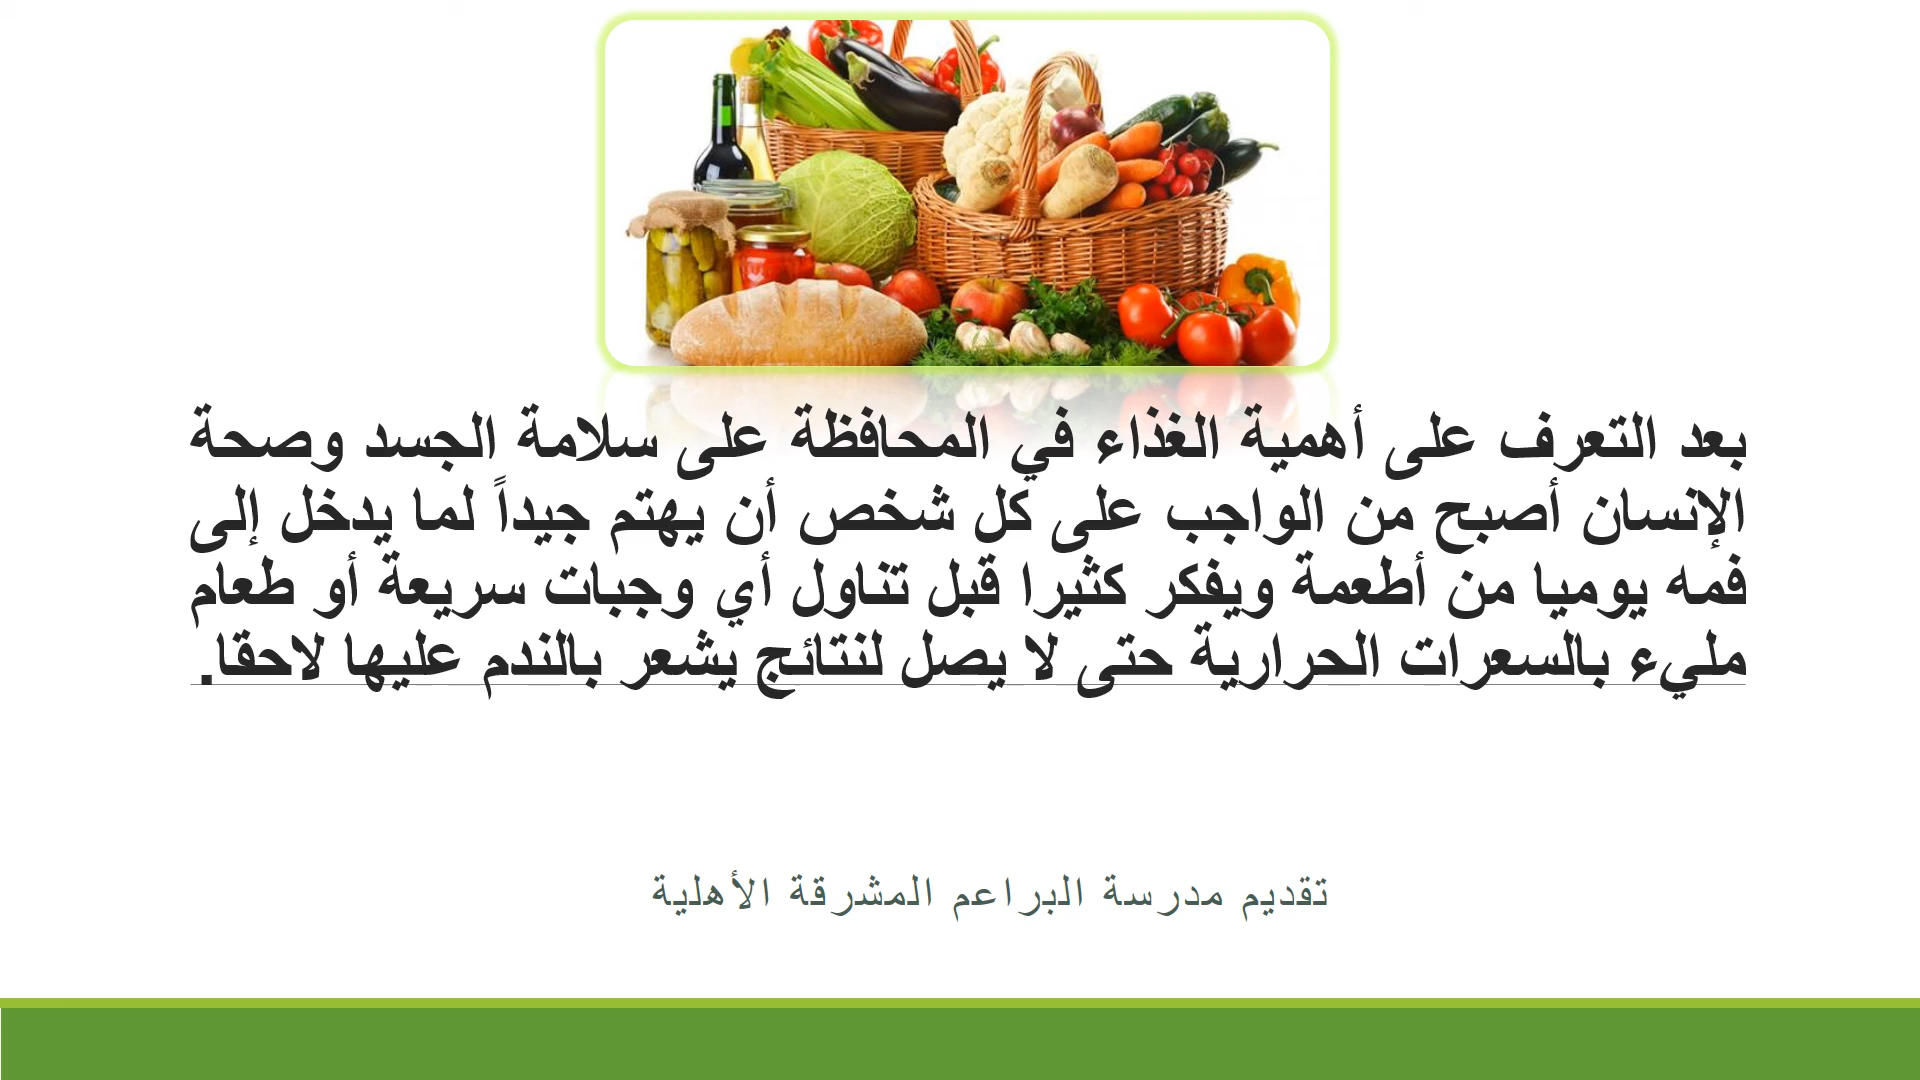 بعد التعرف على أهمية الغذاء في المحافظة على سلامة الجسد وصحة
الإنسان أصبح من الواجب على كل شخص أن يهتم جيداً لما يدخل إلى
فمه يوميا من أطعمة ويفكر كثيرا قبل تناول أي وجبات سريعة أو طعام
مليء بالسعرات الحرارية حتى لا يصل لنتائج يشعر بالندم عليها لاحقا.
تقديم مدرسة البراعم المشرقة الأهلية